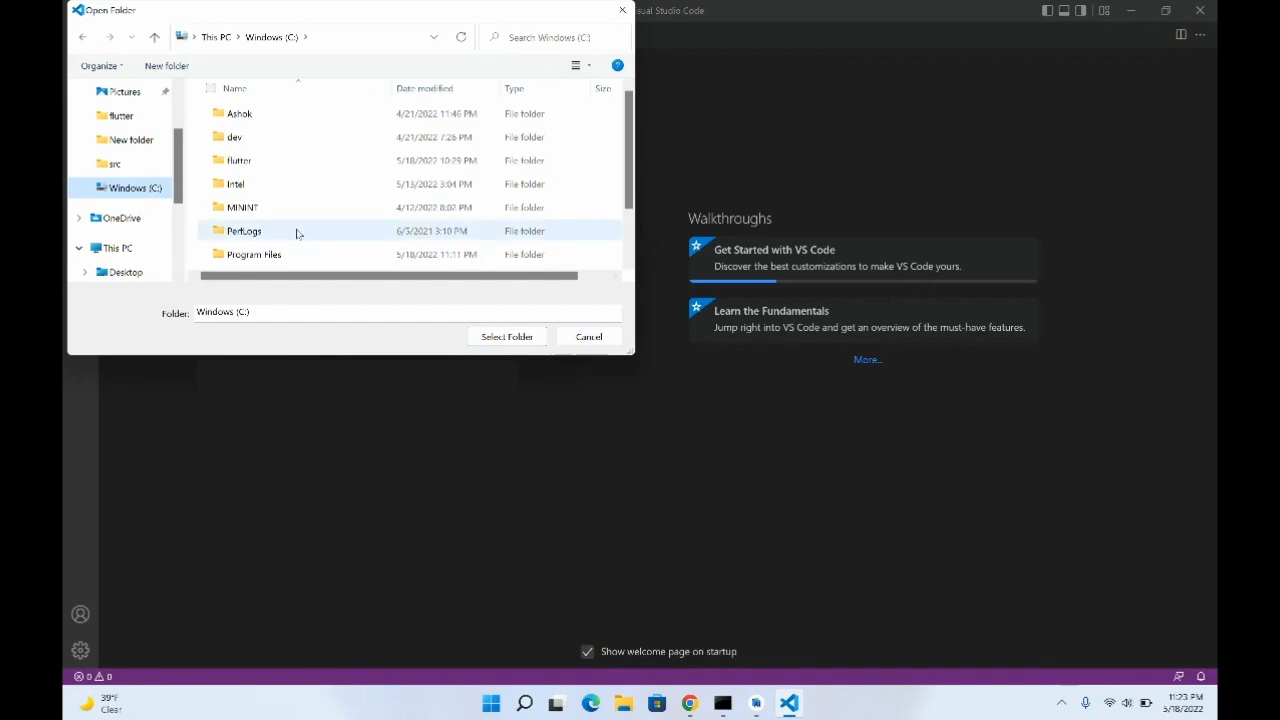 Open Folder
sual Studio Code
This PC > Windows (C:) >
Search Windows (C:)
Organize
New folder
Name
Date modified
Type
Size
Pictures
flutter
New folder
src
Windows (C:)
OneDrive
This PC
Desktop
Ashok 4/21/2022 11:46 PM File folder
dev 4/21/2022 7:26 PM File folder
flutter 5/18/2022 10:29 PM File folder
Intel 5/13/2022 3:04 PM File folder
MININT 4/12/2022 8:02 PM File folder
PerfLogs 6/5/2021 3:10 PM File folder
Program Files 5/18/2022 11:11 PM File folder
Folder: Windows (C:)
Select Folder
Cancel
Walkthroughs
Get Started with VS Code
Discover the best customizations to make VS Code yours.
Learn the Fundamentals
Jump right into VS Code and get an overview of the must-have features.
More...
Show welcome page on startup
0 0
39°F
Clear
11:23 PM
5/18/2022